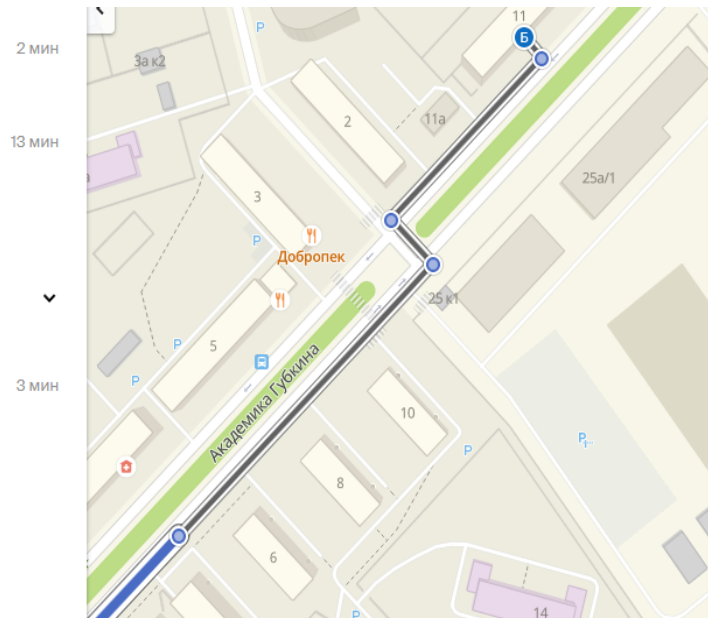 2 мин
13 мин
3 мин
P
11
3а к2
2
11а
25а/1
3
P
Добропек
25 к1
5
P
P
Академика Губкина
10
P
P
8
6
14
P
Б